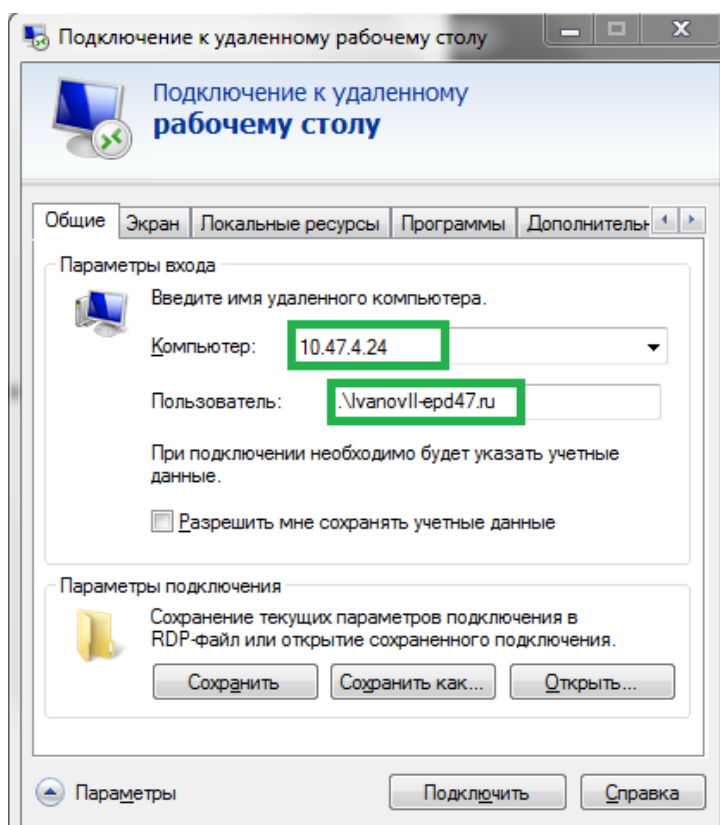 Подключение к удаленному рабочему столу
Подключение к удаленному
рабочему столу
Общие Экран Локальные ресурсы Программы Дополнительн
Параметры входа
Введите имя удаленного компьютера.
Компьютер: 10.47.4.24
Пользователь: .\IvanovII-epd47.ru
При подключении необходимо будет указать учетные
данные.
Разрешить мне сохранять учетные данные
Параметры подключения
Сохранение текущих параметров подключения в
RDP-файл или открытие сохраненного подключения.
Сохранить Сохранить как... Открыть...
Параметры Подключить Справка